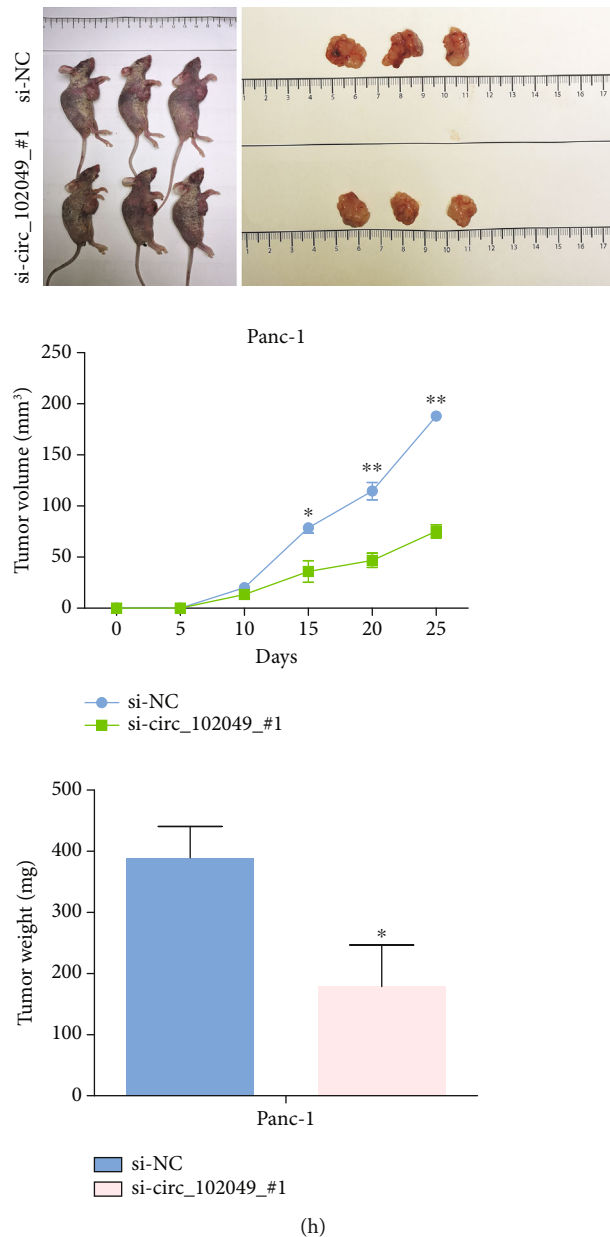 si-NC
si-circ_102049_#1
1 2 3 4 5 6 7 8 9 10 11 12 13 14 15 16 17
1 2 3 4 5 6 7 8 9 10 11 12 13 14 15 16 17
Panc-1
Tumor volume (mm³)
250
200
150
100
50
0
* ** **
0 5 10 15 20 25
Days
si-NC
si-circ_102049_#1
Tumor weight (mg)
500
400
300
200
100
0
*
Panc-1
si-NC
si-circ_102049_#1
(h)